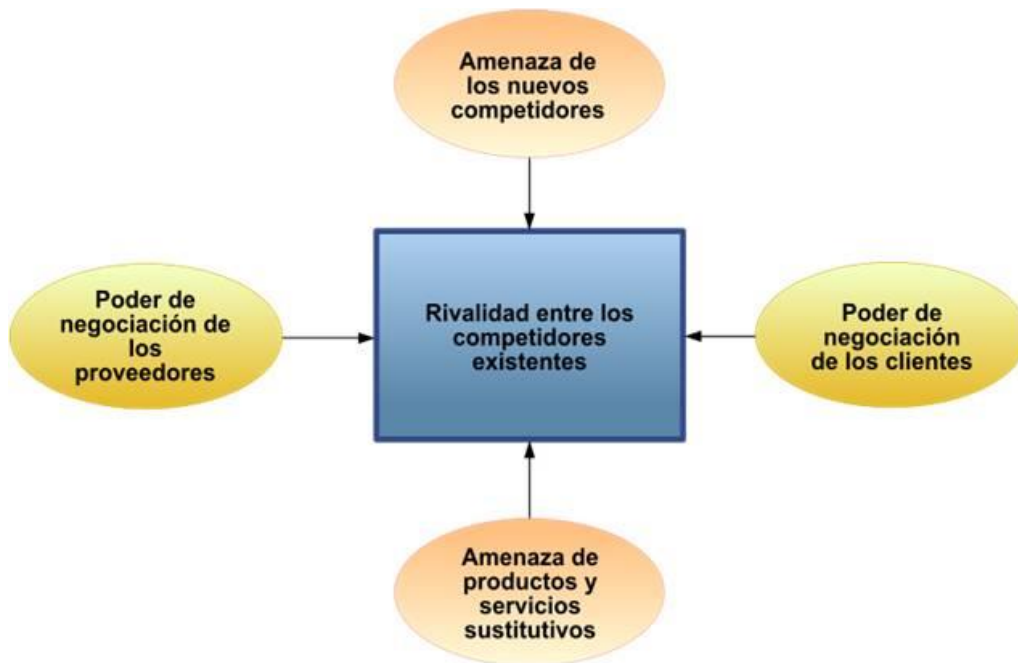 Amenaza de
los nuevos
competidores
Poder de
negociación de
los
proveedores
Rivalidad entre los
competidores
existentes
Poder de
negociación
de los clientes
Amenaza de
productos y
servicios
sustitutivos